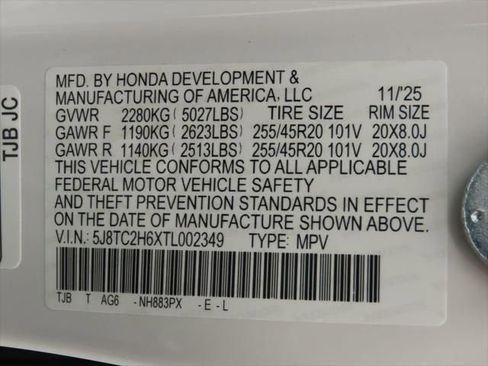 TJB JC
MFD. BY HONDA DEVELOPMENT &
MANUFACTURING OF AMERICA, LLC 11/'25
GVWR 2280KG (5027LBS) TIRE SIZE RIM SIZE
GAWR F 1190KG (2623LBS) 255/45R20 101V 20X8.0J
GAWR R 1140KG (2513LBS) 255/45R20 101V 20X8.0J
THIS VEHICLE CONFORMS TO ALL APPLICABLE
FEDERAL MOTOR VEHICLE SAFETY
AND THEFT PREVENTION STANDARDS IN EFFECT
ON THE DATE OF MANUFACTURE SHOWN ABOVE.
V.I.N.: 5J8TC2H6XTL002349 TYPE: MPV
TJB T AG6 -NH883PX -E-L